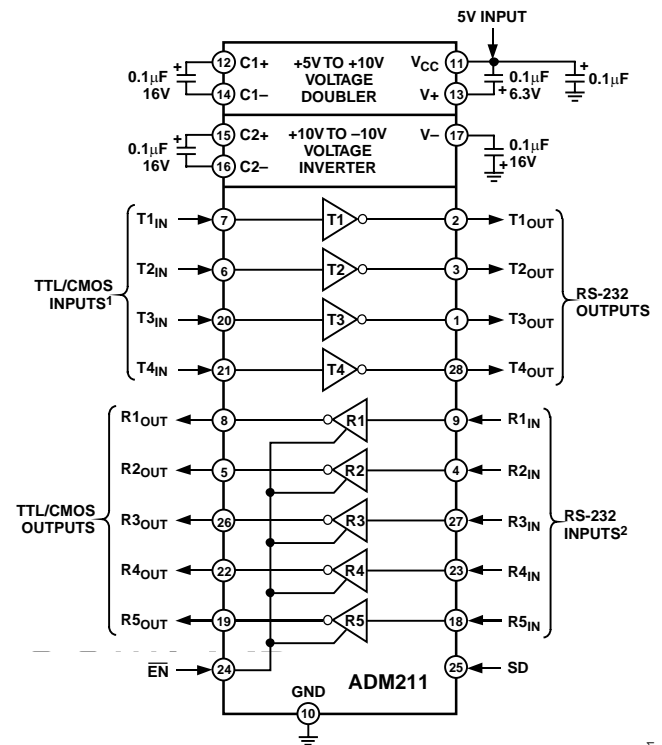 5V INPUT
12 C1+ +5V TO +10V VCC 11
0.1μF 16V
VOLTAGE
14 C1– DOUBLER V+ 13
+ 0.1μF + 6.3V
+ 0.1μF
15 C2+ +10V TO –10V V– 17
0.1μF 16V +
VOLTAGE
16 C2– INVERTER
0.1μF + 16V
T1IN 7 T1 2 T1OUT
T2IN 6 T2 3 T2OUT
TTL/CMOS INPUTS1
RS-232 OUTPUTS
T3IN 20 T3 1 T3OUT
T4IN 21 T4 28 T4OUT
R1OUT 8 R1 9 R1IN
R2OUT 5 R2 4 R2IN
TTL/CMOS OUTPUTS
R3OUT 26 R3 27 R3IN
RS-232 INPUTS2
R4OUT 22 R4 23 R4IN
R5OUT 19 R5 18 R5IN
EN 24 25 SD
ADM211
GND
10